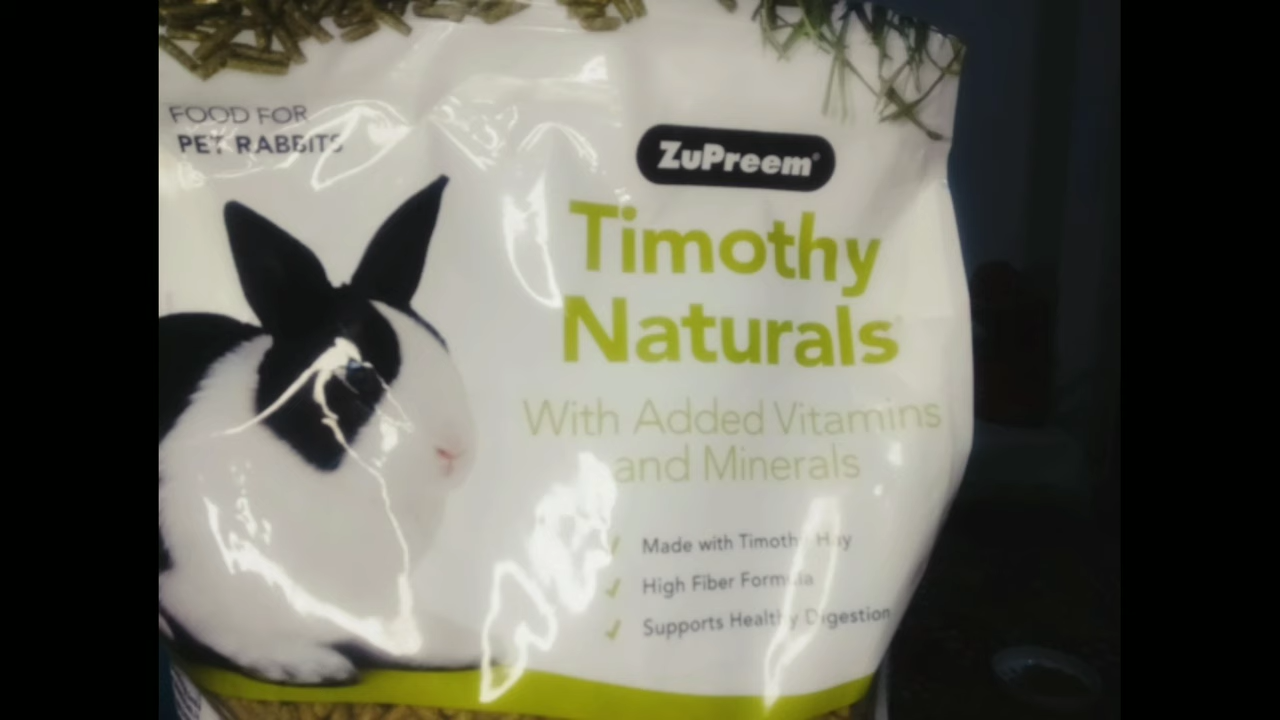 FOOD FOR
PET RABBITS
ZuPreem®
Timothy
Naturals
With Added Vitamins
and Minerals
Made with Timothy Hay
High Fiber Formula
Supports Healthy Digestion